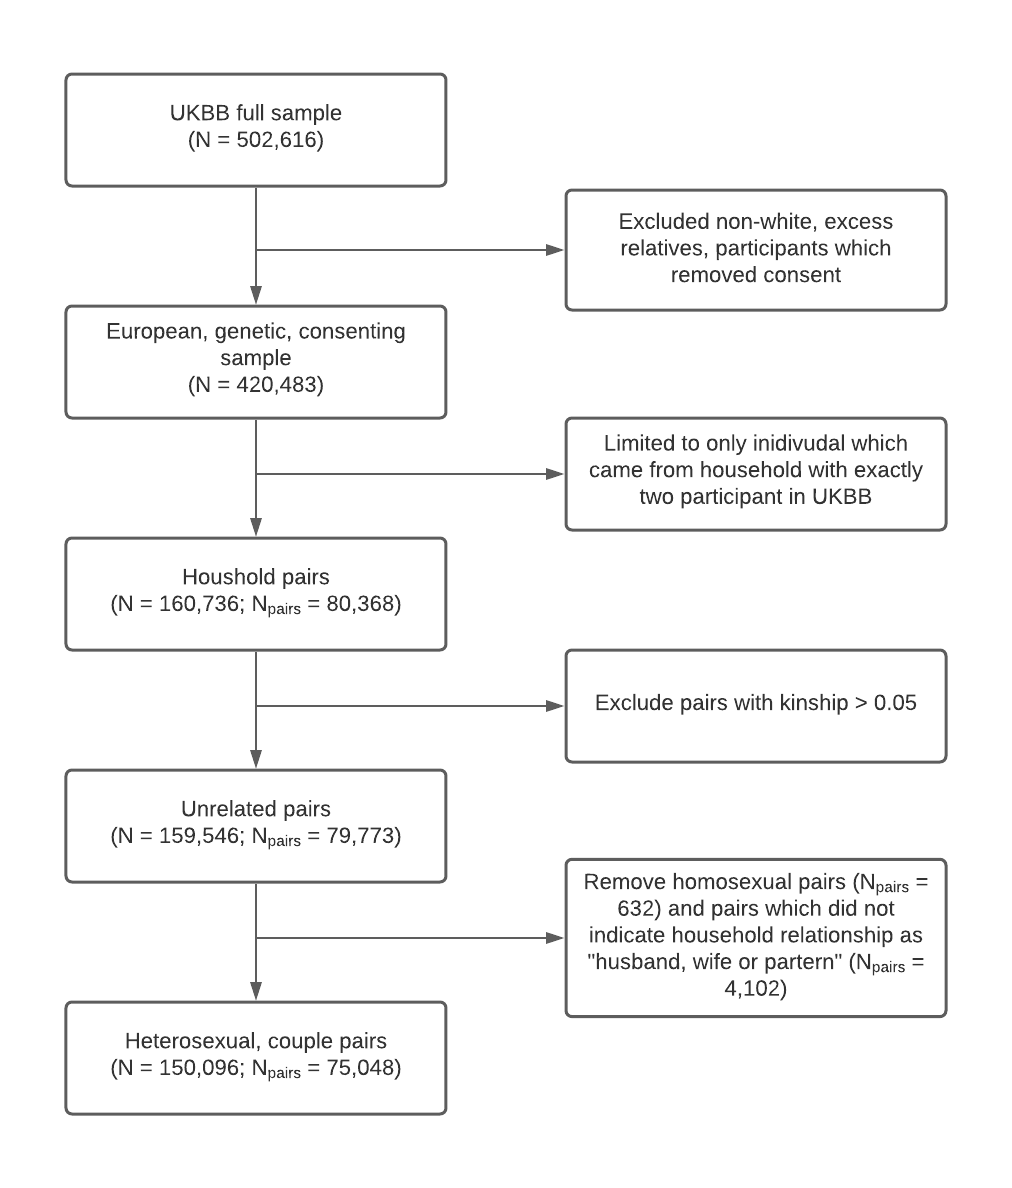 UKBB full sample
(N = 502,616)
Excluded non-white, excess
relatives, participants which
removed consent
European, genetic, consenting
sample
(N = 420,483)
Limited to only inidivudal which
came from household with exactly
two participant in UKBB
Houshold pairs
(N = 160,736; Npairs = 80,368)
Exclude pairs with kinship > 0.05
Unrelated pairs
(N = 159,546; Npairs = 79,773)
Remove homosexual pairs (Npairs =
632) and pairs which did not
indicate household relationship as
"husband, wife or partern" (Npairs =
4,102)
Heterosexual, couple pairs
(N = 150,096; Npairs = 75,048)